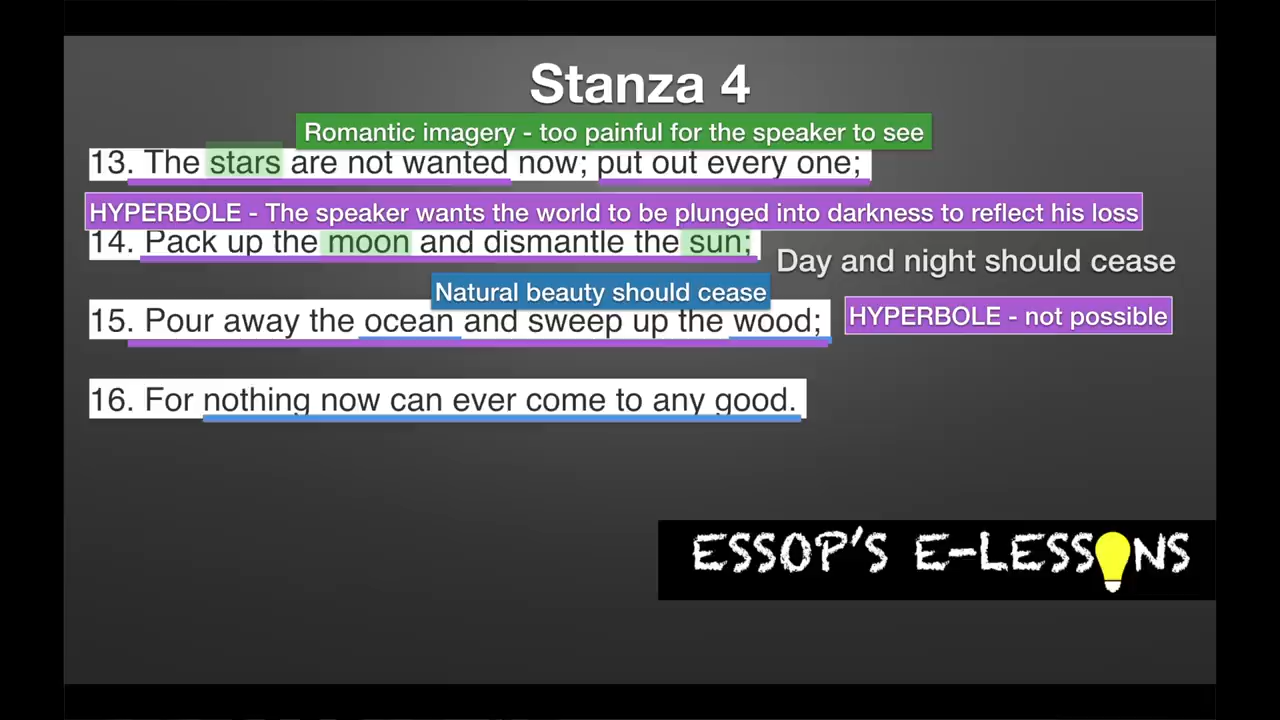 Stanza 4
Romantic imagery - too painful for the speaker to see
13. The stars are not wanted now; put out every one;
HYPERBOLE - The speaker wants the world to be plunged into darkness to reflect his loss
14. Pack up the moon and dismantle the sun;
Day and night should cease
Natural beauty should cease
15. Pour away the ocean and sweep up the wood;
HYPERBOLE - not possible
16. For nothing now can ever come to any good.
ESSOP'S E-LESSONS